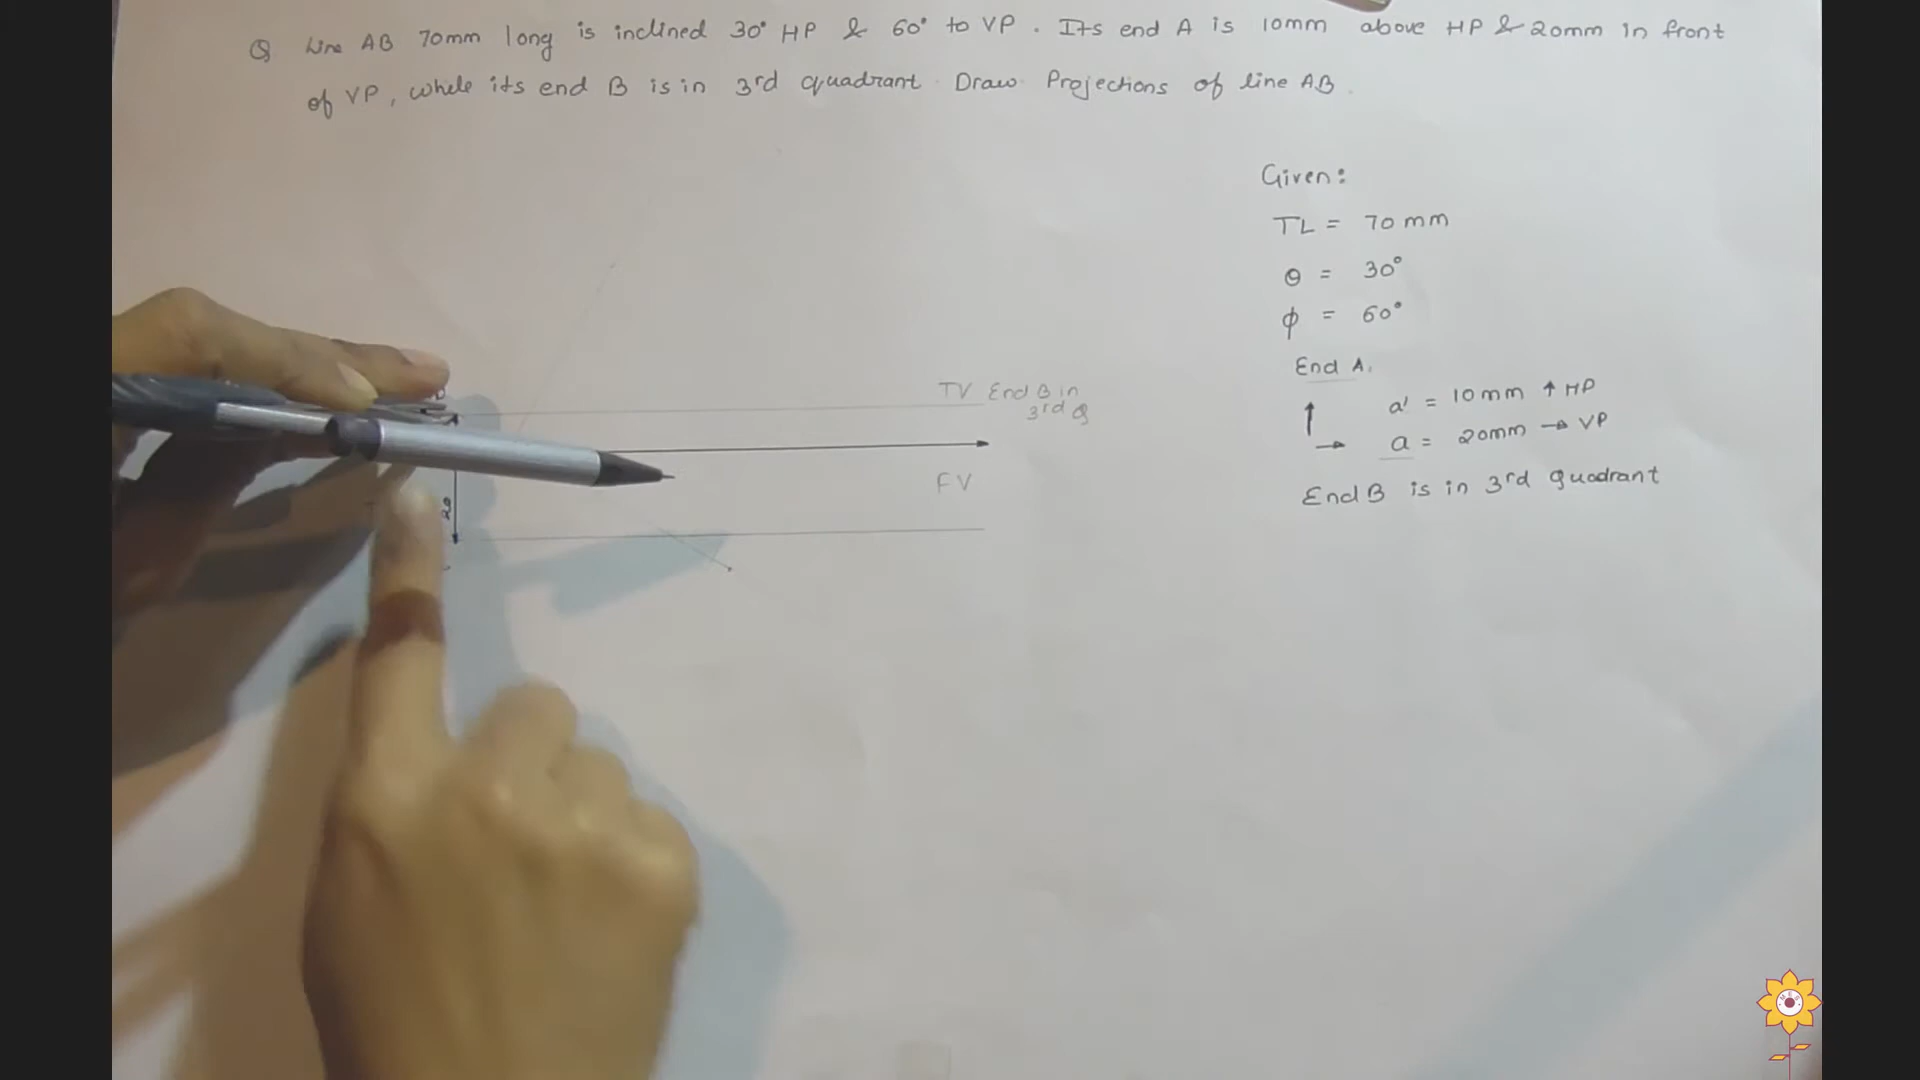 Q Line AB 70mm long is inclined 30° HP & 60° to VP. Its end A is 10mm above HP & 20mm in front
of VP, while its end B is in 3rd quadrant. Draw Projections of line AB.
Given:
TL = 70 mm
θ = 30°
ϕ = 60°
End A.
a' = 10mm ↑ HP
a = 20mm → VP
End B is in 3rd quadrant
TV End B in
3rd Q
FV